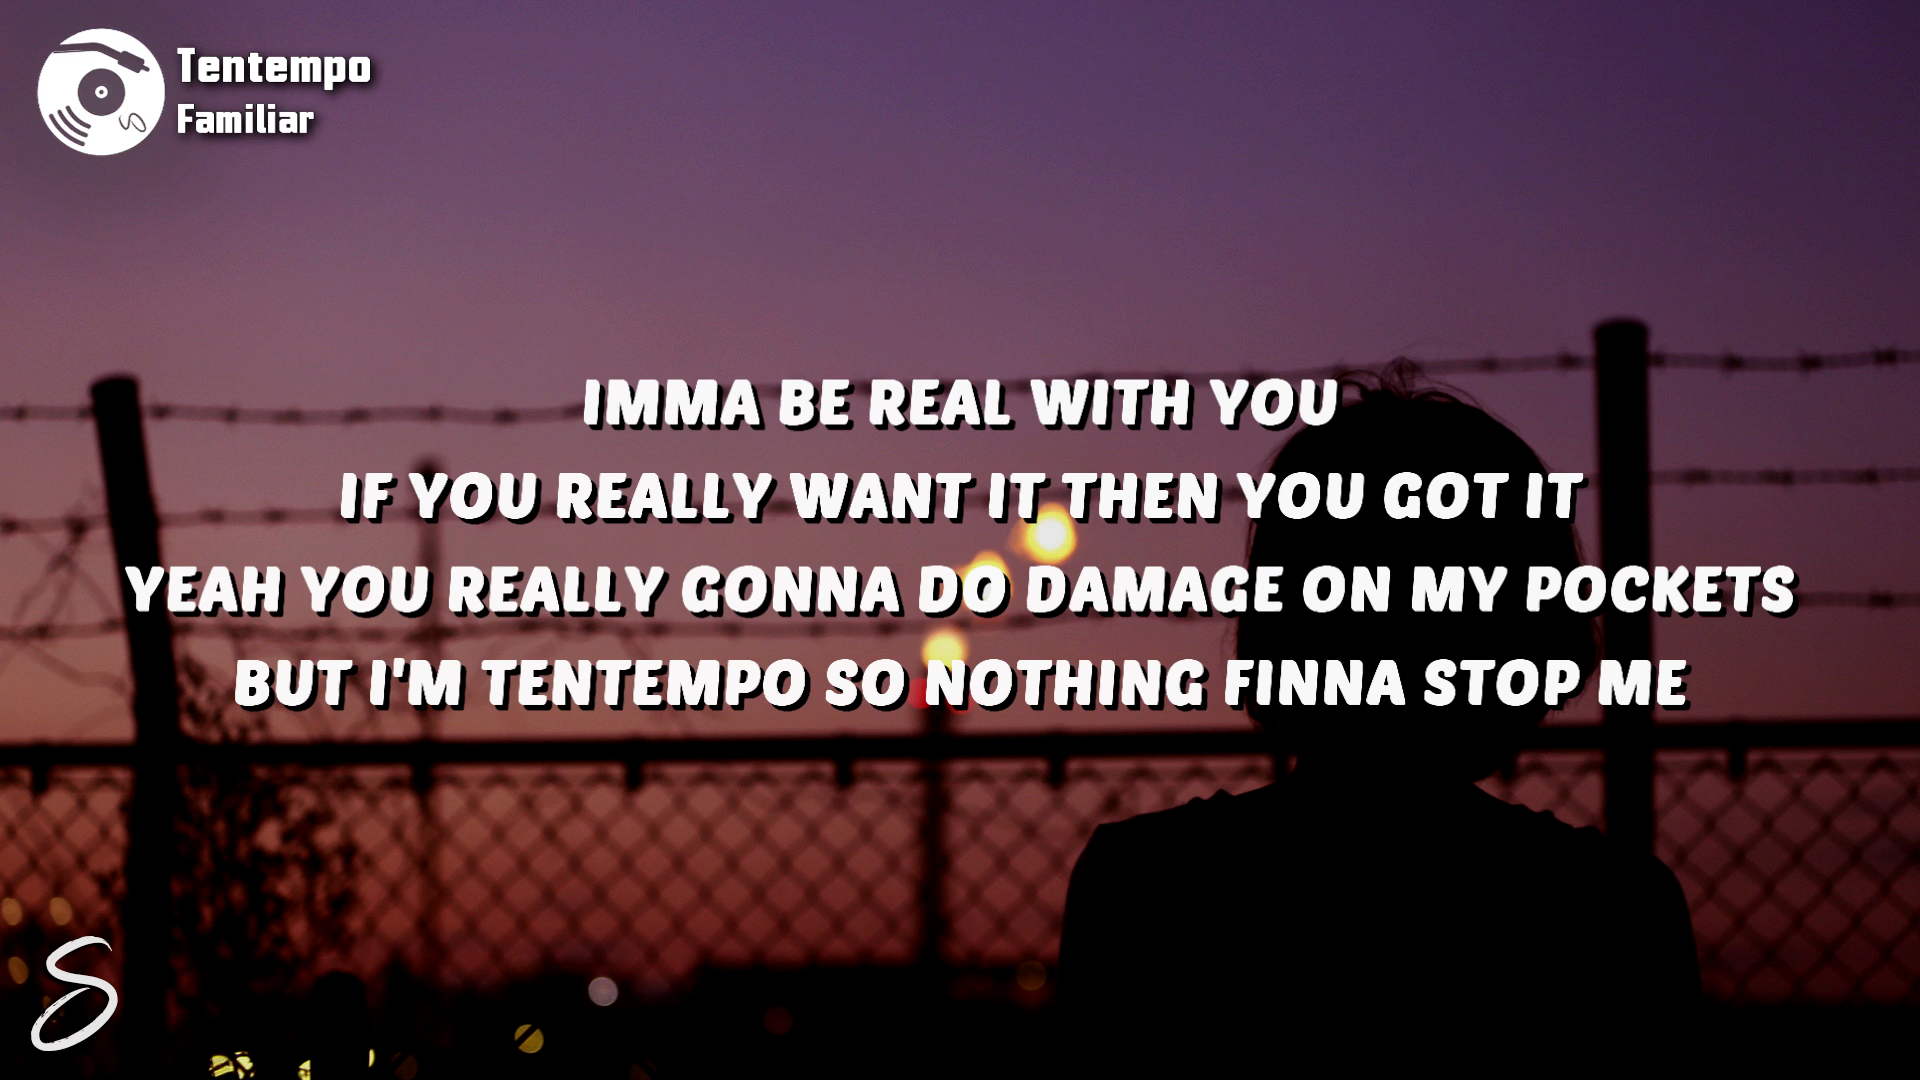 Tentempo
Familiar
IMMA BE REAL WITH YOU
IF YOU REALLY WANT IT THEN YOU GOT IT
YEAH YOU REALLY GONNA DO DAMAGE ON MY POCKETS
BUT I'M TENTEMPO SO NOTHING FINNA STOP ME
S